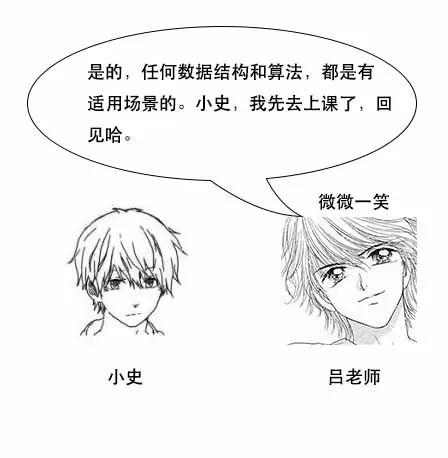 是的，任何数据结构和算法，都是有
适用场景的。小史，我先去上课了，回
见哈。
微微一笑
小史
吕老师